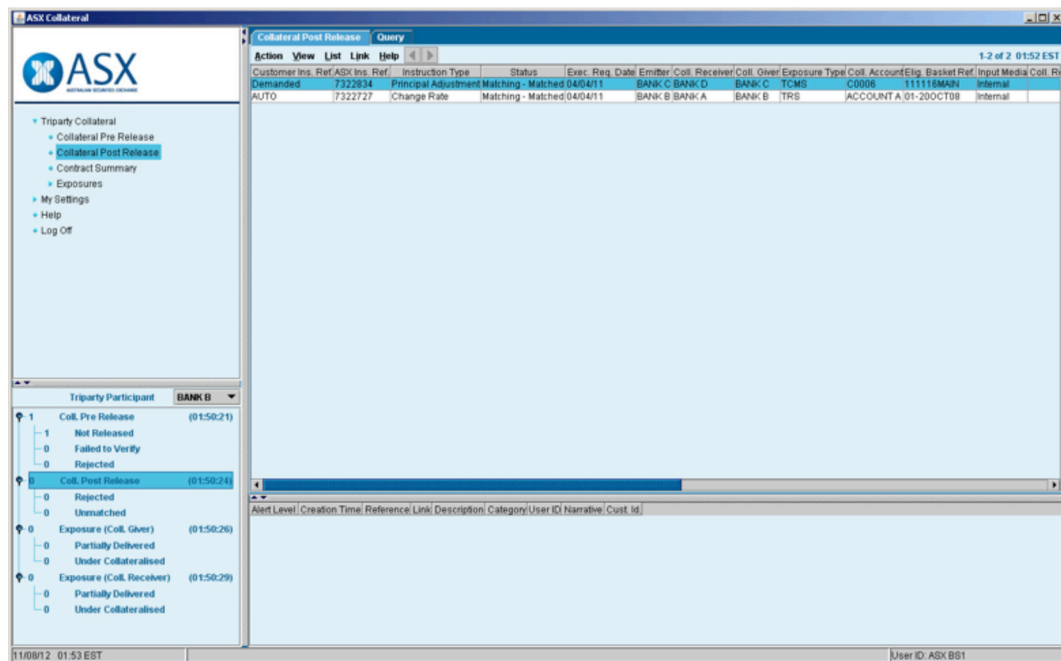 ASX Collateral
ASX
AUSTRALIAN SECURITIES EXCHANGE
Triparty Collateral
Collateral Pre Release
Collateral Post Release
Contract Summary
Exposures
My Settings
Help
Log Off
Collateral Post Release Query
Action View List Link Help 1-2 of 2 01:52 EST
Customer Ins. Ref. ASX Ins. Ref. Instruction Type Status Exec. Req. Date Emitter Coll. Receiver Coll. Giver Exposure Type Coll. Account Elig. Basket Ref. Input Media Coll. R
Demanded 7322834 Principal Adjustment Matching - Matched 04/04/11 BANK C BANK D BANK C TCMS C0006 111116MAIN Internal
AUTO 7322727 Change Rate Matching - Matched 04/04/11 BANK B BANK A BANK B TRS ACCOUNT A 01-20OCT08 Internal
Triparty Participant BANK B
1 Coll. Pre Release (01:50:21)
1 Not Released
0 Failed to Verify
0 Rejected
0 Coll. Post Release (01:50:24)
0 Rejected
0 Unmatched
0 Exposure (Coll. Giver) (01:50:26)
0 Partially Delivered
0 Under Collateralised
0 Exposure (Coll. Receiver) (01:50:29)
0 Partially Delivered
0 Under Collateralised
Alert Level Creation Time Reference Link Description Category User ID Narrative Cust. Id.
11/08/12 01:53 EST User ID: ASX BS1